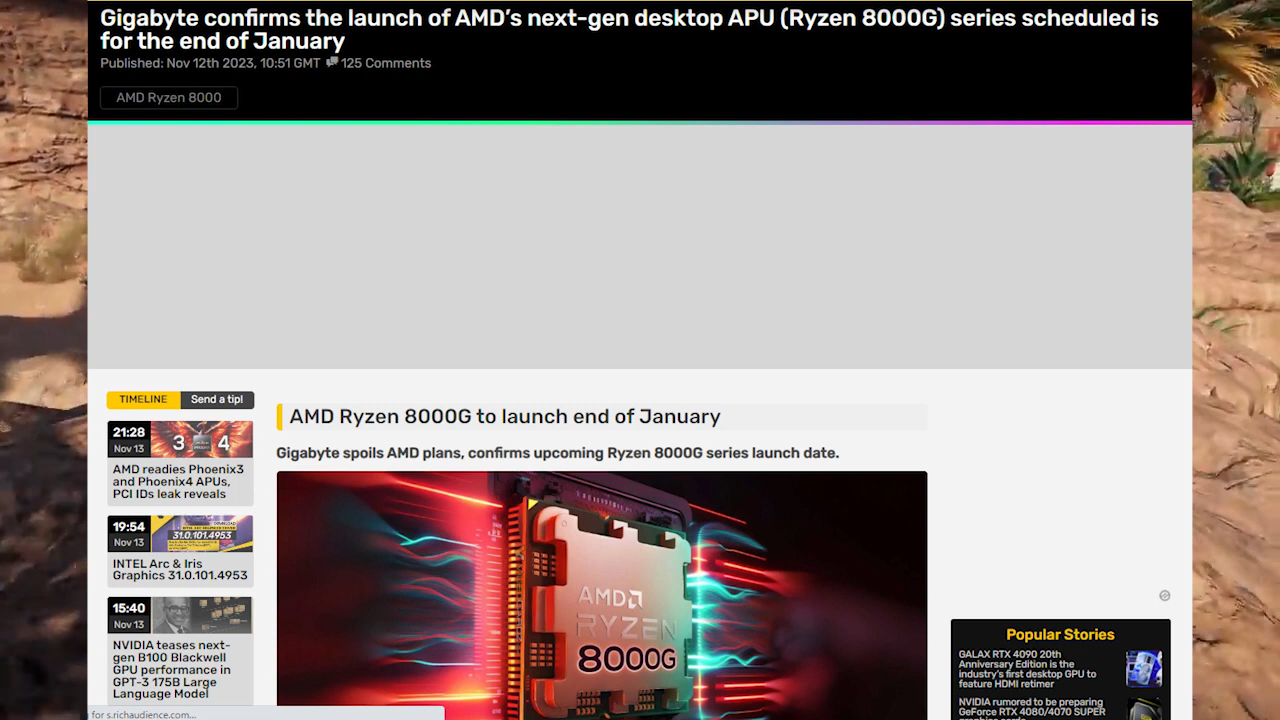 Gigabyte confirms the launch of AMD’s next-gen desktop APU (Ryzen 8000G) series scheduled is
for the end of January
Published: Nov 12th 2023, 10:51 GMT 125 Comments
AMD Ryzen 8000
TIMELINE Send a tip!
21:28
Nov 13
3 4
AMD readies Phoenix3
and Phoenix4 APUs,
PCI IDs leak reveals
19:54
Nov 13
DOWNLOAD
31.0.101.4953
INTEL Arc & Iris
Graphics 31.0.101.4953
15:40
Nov 13
NVIDIA teases next-
gen B100 Blackwell
GPU performance in
GPT-3 175B Large
Language Model
for s.richaudience.com...
AMD Ryzen 8000G to launch end of January
Gigabyte spoils AMD plans, confirms upcoming Ryzen 8000G series launch date.
AMD
RYZEN
8000G
Popular Stories
GALAX RTX 4090 20th
Anniversary Edition is the
industry's first desktop GPU to
feature HDMI retimer
NVIDIA rumored to be preparing
GeForce RTX 4080/4070 SUPER